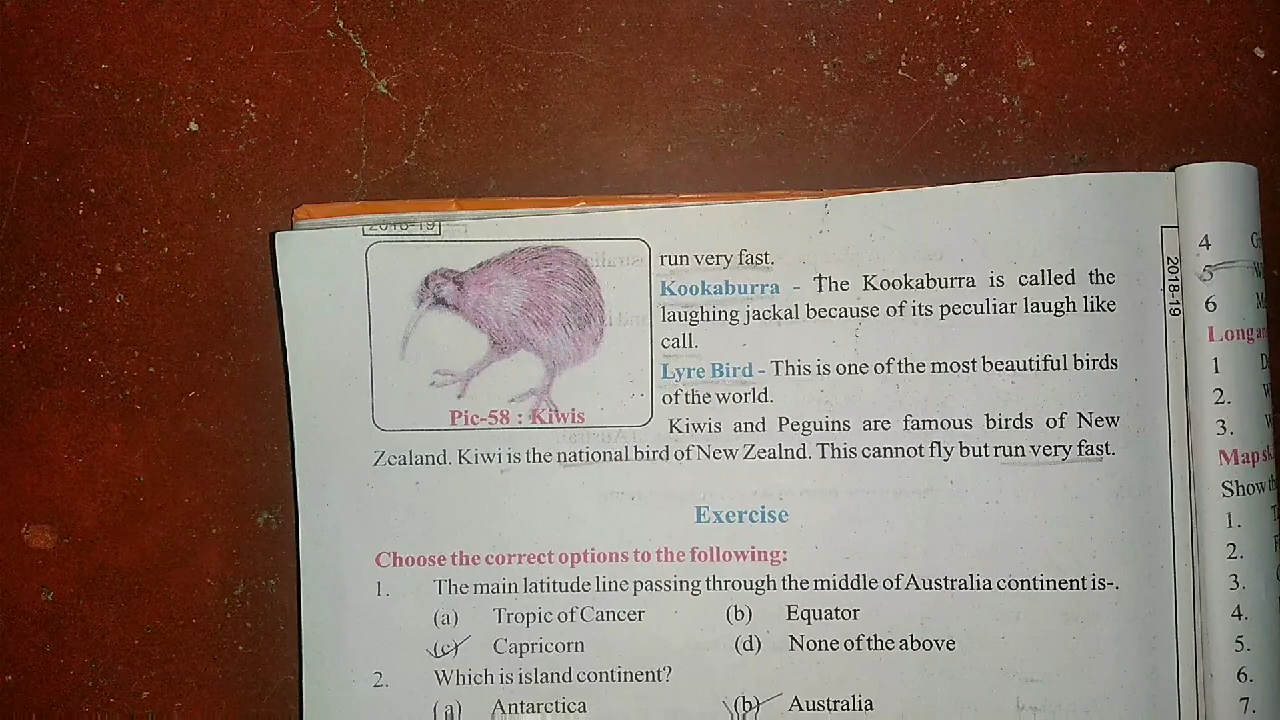 2018-19
run very fast.
Kookaburra - The Kookaburra is called the
laughing jackal because of its peculiar laugh like
call.
Lyre Bird - This is one of the most beautiful birds
of the world.
Pic-58 : Kiwis
Kiwis and Peguins are famous birds of New
Zealand. Kiwi is the national bird of New Zealnd. This cannot fly but run very fast.
Exercise
Choose the correct options to the following:
1. The main latitude line passing through the middle of Australia continent is-.
(a) Tropic of Cancer (b) Equator
(c) Capricorn (d) None of the above
2. Which is island continent?
(a) Antarctica (b) Australia
2018-19
4
5
6
Long
1
2.
3.
Map
Show
1.
2.
3.
4.
5.
6.
7.